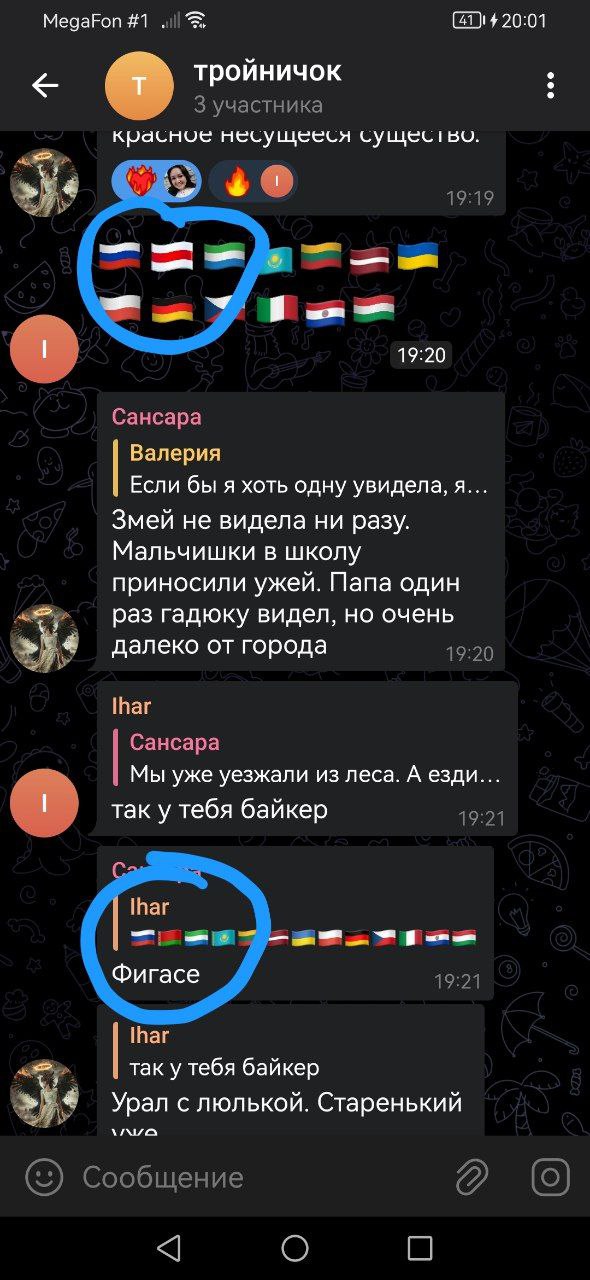 MegaFon #1
41
20:01
Т
тройничок
3 участника
красное несущееся существо.
I
19:19
I
19:20
Сансара
Валерия
Если бы я хоть одну увидела, я...
Змей не видела ни разу.
Мальчишки в школу
приносили ужей. Папа один
раз гадюку видел, но очень
далеко от города
19:20
Ihar
Сансара
Мы уже уезжали из леса. А езди...
I
так у тебя байкер
19:21
Ihar
Фигасе
19:21
Ihar
так у тебя байкер
Урал с люлькой. Старенький
уже
Сообщение